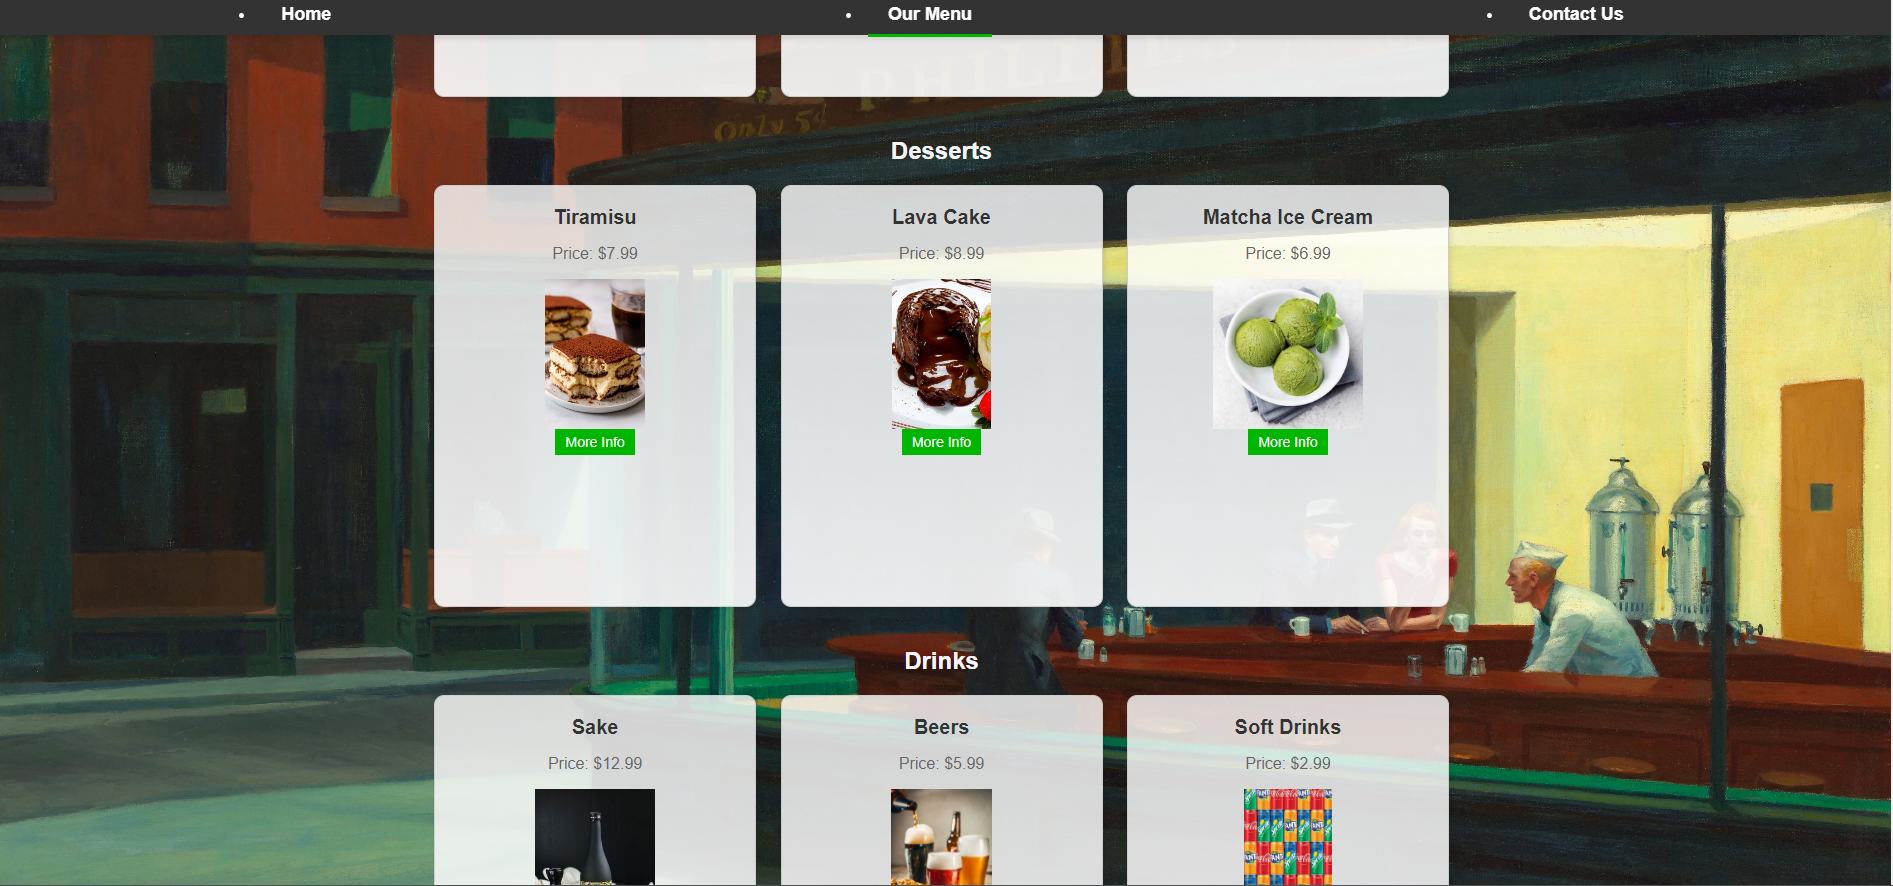 Home
Our Menu
Contact Us
PHILLIES
Only 5¢
Desserts
Tiramisu
Lava Cake
Matcha Ice Cream
Price: $7.99
Price: $8.99
Price: $6.99
More Info
More Info
More Info
Drinks
Sake
Beers
Soft Drinks
Price: $12.99
Price: $5.99
Price: $2.99